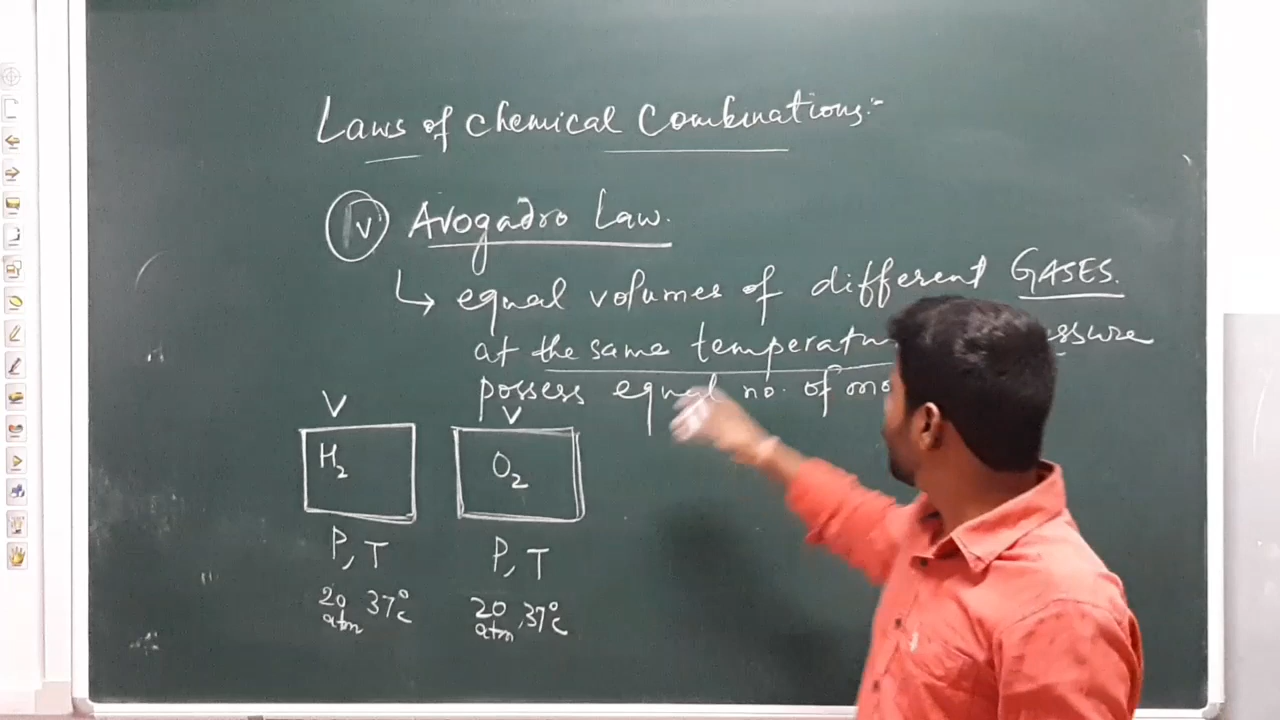 Laws of Chemical Combinations:-
(V) Avogadro Law.
↳ equal volumes of different GASES.
at the same temperatu
possess equal no. of mo
V V
H₂ O₂
P, T P, T
20 atm 37°C 20 atm, 37°C